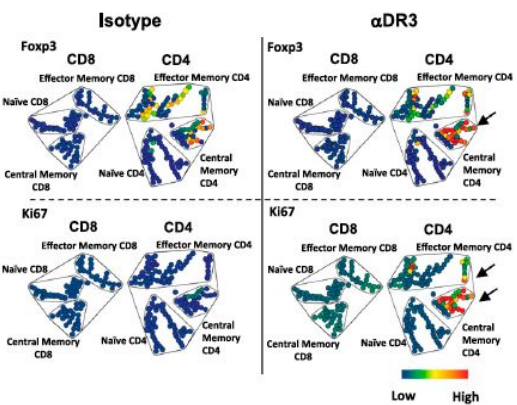 Isotype
αDR3
Foxp3
CD8
CD4
Effector Memory CD8
Effector Memory CD4
Naïve CD8
Central Memory
CD8
Naïve CD4
Central
Memory
CD4
Foxp3
CD8
CD4
Effector Memory CD8
Effector Memory CD4
Naïve CD8
Central Memory
CD8
Naïve CD4
Central
Memory
CD4
Ki67
CD8
CD4
Effector Memory CD8
Effector Memory CD4
Naïve CD8
Central Memory
CD8
Naïve CD4
Central
Memory
CD4
Ki67
CD8
CD4
Effector Memory CD8
Effector Memory CD4
Naïve CD8
Central Memory
CD8
Naïve CD4
Central
Memory
CD4
Low
High